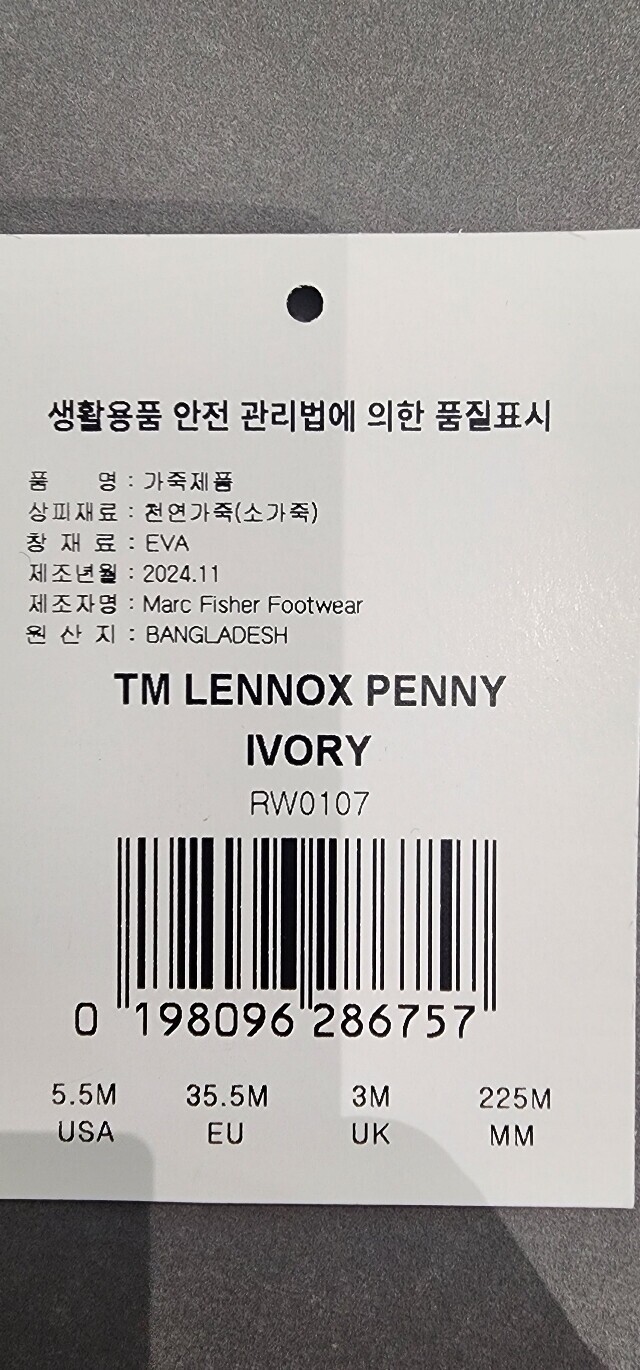 생활용품 안전 관리법에 의한 품질표시
품 명 : 가죽제품
상피재료 : 천연가죽(소가죽)
창 재 료 : EVA
제조년월 : 2024.11
제조자명 : Marc Fisher Footwear
원 산 지 : BANGLADESH
TM LENNOX PENNY
IVORY
RW0107
0 198096 286757
5.5M 35.5M 3M 225M
USA EU UK MM